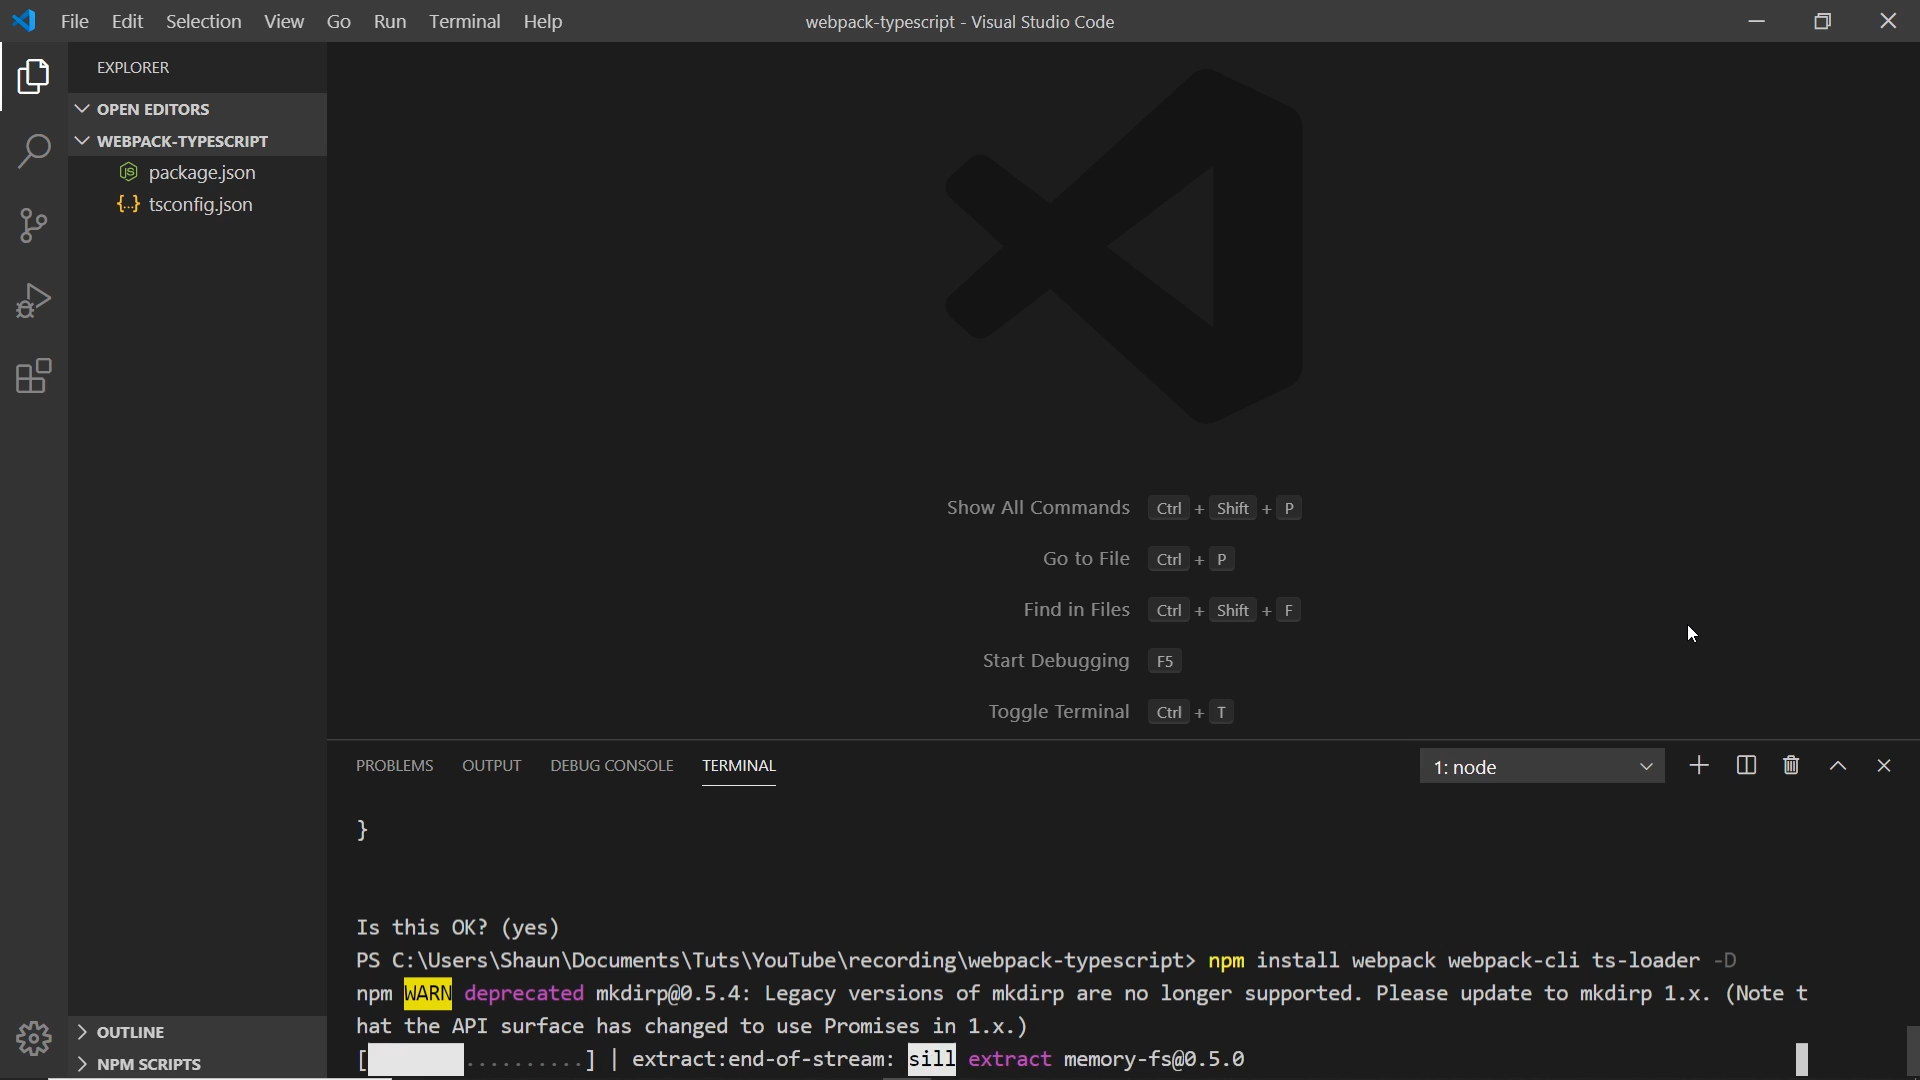 File Edit Selection View Go Run Terminal Help
webpack-typescript - Visual Studio Code
EXPLORER
OPEN EDITORS
WEBPACK-TYPESCRIPT
JS package.json
{..} tsconfig.json
Show All Commands Ctrl + Shift + P
Go to File Ctrl + P
Find in Files Ctrl + Shift + F
Start Debugging F5
Toggle Terminal Ctrl + T
PROBLEMS OUTPUT DEBUG CONSOLE TERMINAL
1: node
}
Is this OK? (yes)
PS C:\Users\Shaun\Documents\Tuts\YouTube\recording\webpack-typescript> npm install webpack webpack-cli ts-loader -D
npm WARN deprecated mkdirp@0.5.4: Legacy versions of mkdirp are no longer supported. Please update to mkdirp 1.x. (Note t
hat the API surface has changed to use Promises in 1.x.)
[..........] | extract:end-of-stream: sill extract memory-fs@0.5.0
OUTLINE
NPM SCRIPTS